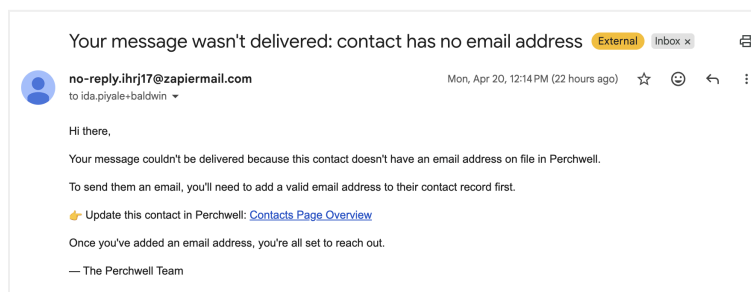 Your message wasn't delivered: contact has no email address External Inbox x
no-reply.ihrj17@zapiermail.com Mon, Apr 20, 12:14 PM (22 hours ago)
to ida.piyale+baldwin
Hi there,
Your message couldn't be delivered because this contact doesn't have an email address on file in Perchwell.
To send them an email, you'll need to add a valid email address to their contact record first.
👉 Update this contact in Perchwell: Contacts Page Overview
Once you've added an email address, you're all set to reach out.
— The Perchwell Team